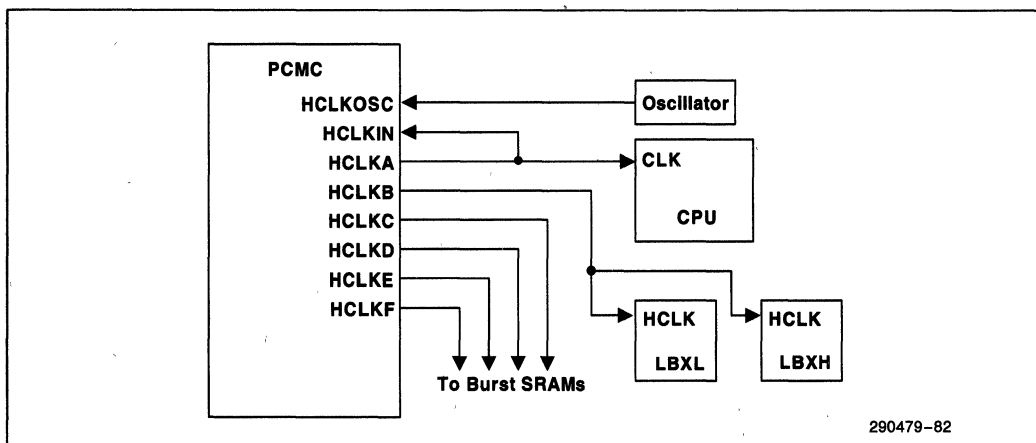 PCMC
HCLKOSC
Oscillator
HCLKIN
HCLKA
CLK
HCLKB
CPU
HCLKC
HCLKD
HCLKE
HCLKF
HCLK
HCLK
LBXL
LBXH
To Burst SRAMs
290479-82